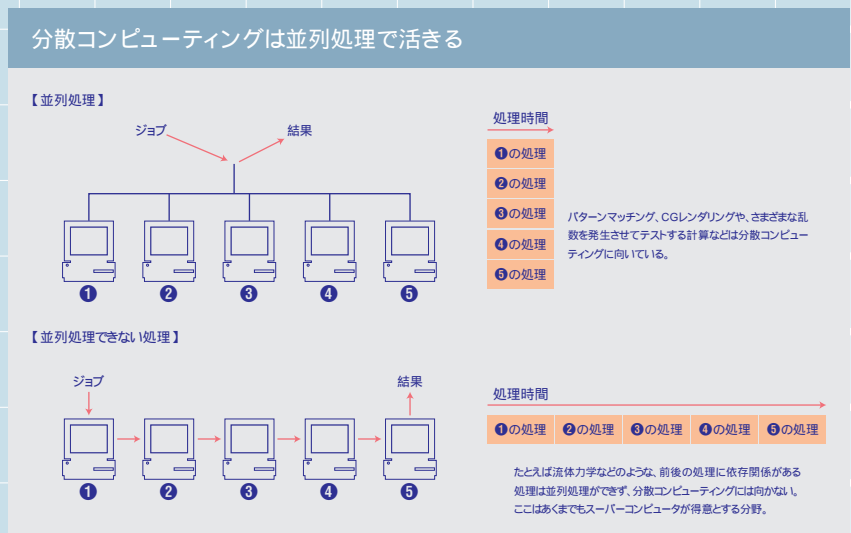 分散コンピューティングは並列処理で活きる
【並列処理】
ジョブ
結果
❶
❷
❸
❹
❺
処理時間
❶の処理
❷の処理
❸の処理
❹の処理
❺の処理
パターンマッチング、CGレンダリングや、さまざまな乱
数を発生させてテストする計算などは分散コンピュー
ティングに向いている。
【並列処理できない処理】
ジョブ
結果
❶
❷
❸
❹
❺
処理時間
❶の処理
❷の処理
❸の処理
❹の処理
❺の処理
たとえば流体力学などのような、前後の処理に依存関係がある
処理は並列処理ができず、分散コンピューティングには向かない。
ここはあくまでもスーパーコンピュータが得意とする分野。